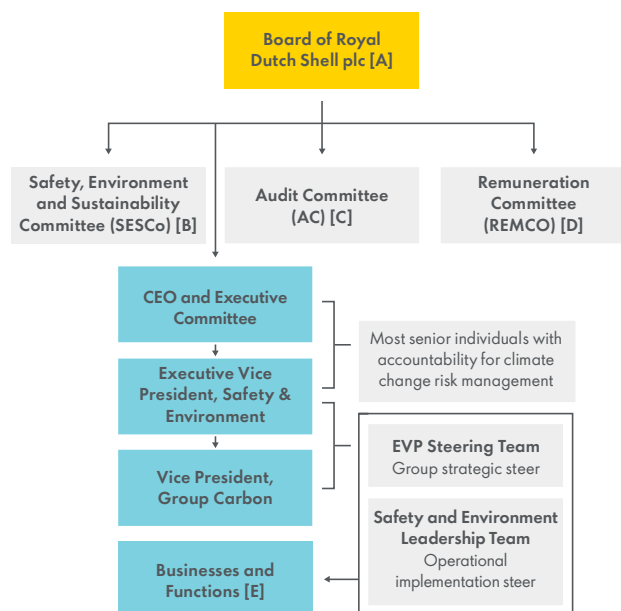 Board of Royal
Dutch Shell plc [A]
Safety, Environment
and Sustainability
Committee (SESCo) [B]
Audit Committee
(AC) [C]
Remuneration
Committee
(REMCO) [D]
CEO and Executive
Committee
Most senior individuals with
accountability for climate
change risk management
Executive Vice
President, Safety &
Environment
EVP Steering Team
Group strategic steer
Vice President,
Group Carbon
Safety and Environment
Leadership Team
Operational
implementation steer
Businesses and
Functions [E]